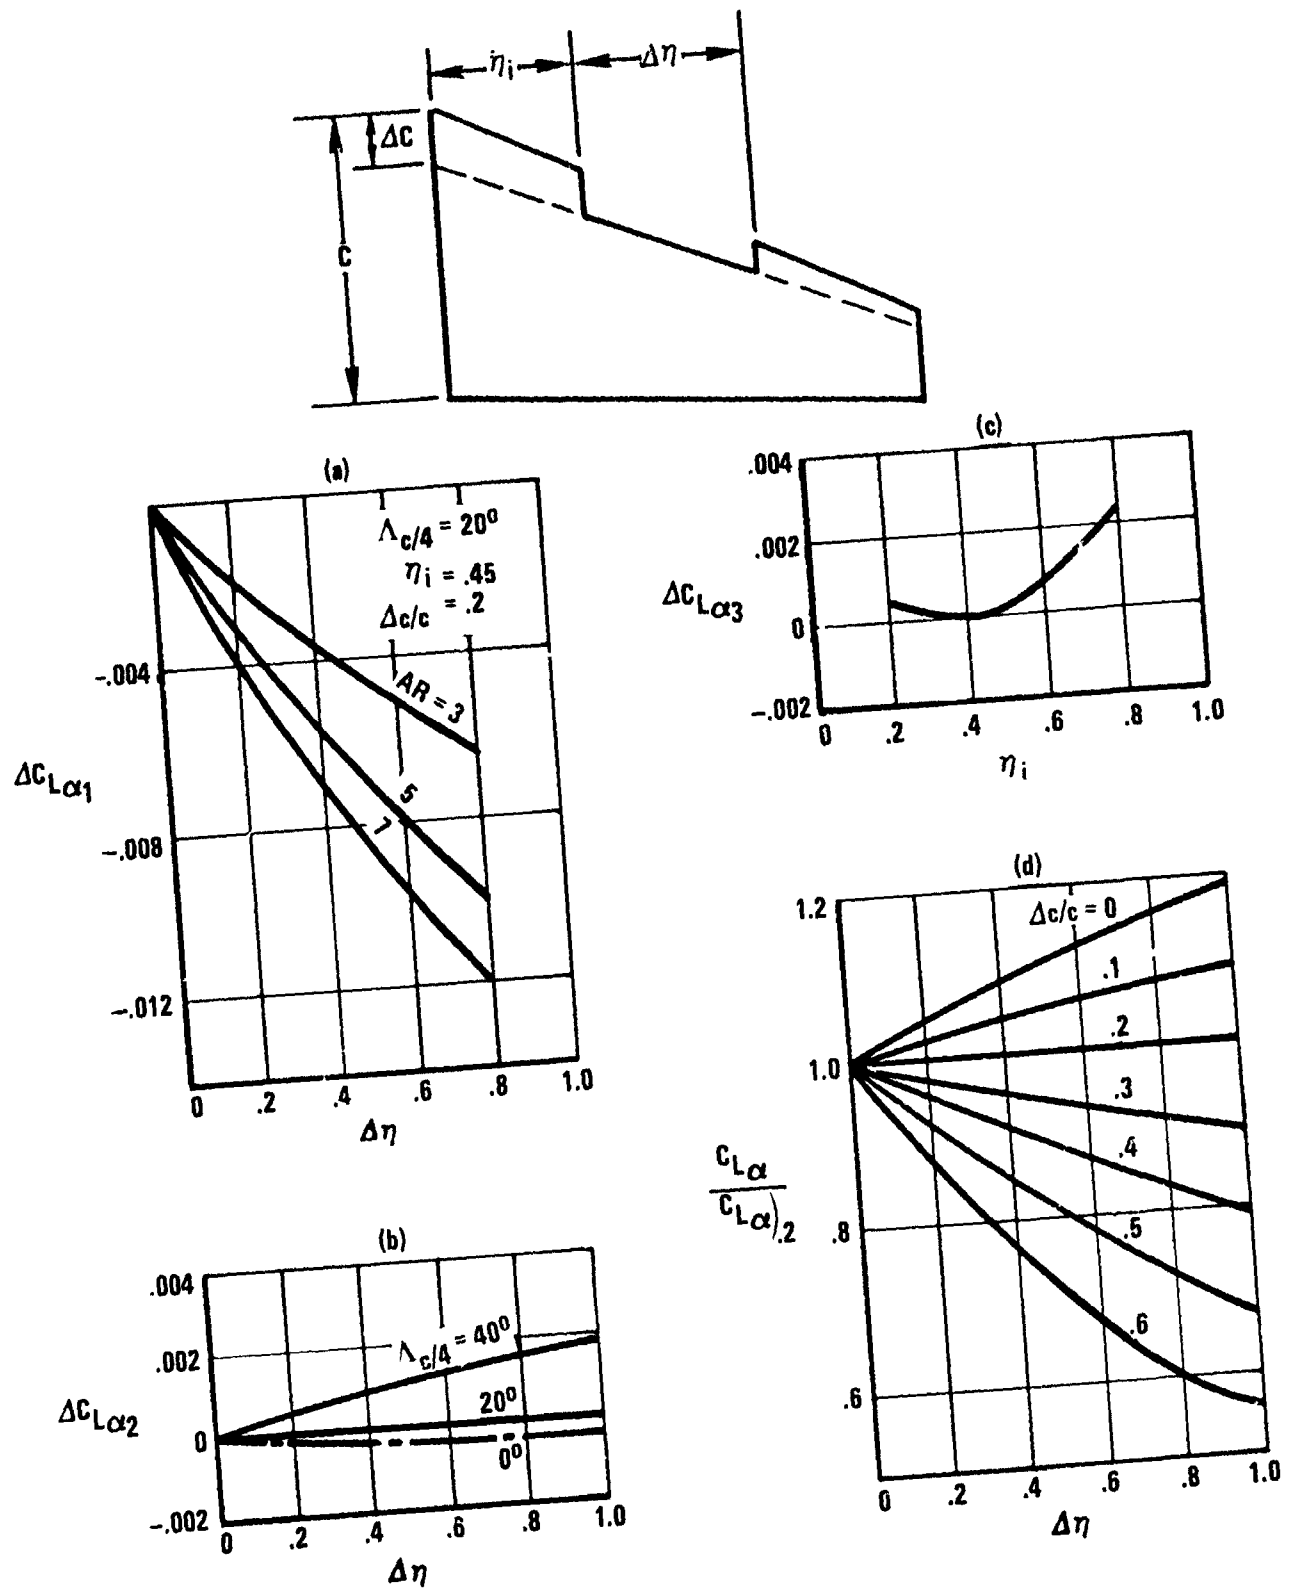 ηi
Δη
ΔC
C
(a)
Λc/4 = 20⁰
ηi = .45
Δc/c = .2
AR = 3
5
7
-.004
-.008
-.012
ΔCLα1
0 .2 .4 .6 .8 1.0
Δη
(c)
.004
.002
0
-.002
ΔCLα3
0 .2 .4 .6 .8 1.0
ηi
(b)
.004
.002
0
-.002
ΔCLα2
Λc/4 = 40⁰
20⁰
0⁰
0 .2 .4 .6 .8 1.0
Δη
(d)
1.2
1.0
.8
.6
Δc/c = 0
.1
.2
.3
.4
.5
.6
CLα
CLα).2
0 .2 .4 .6 .8 1.0
Δη